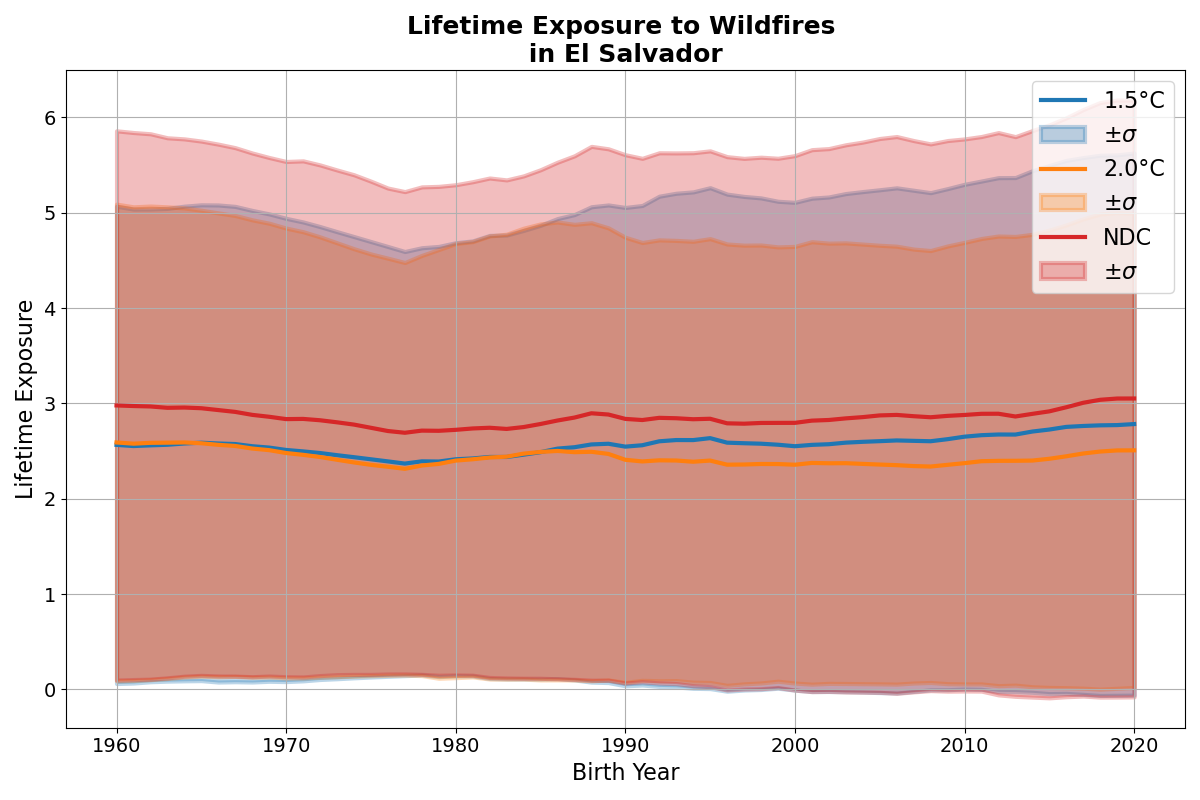 Lifetime Exposure to Wildfires
in El Salvador
Lifetime Exposure
6
5
4
3
2
1
0
1960
1970
1980
1990
2000
2010
2020
Birth Year
1.5°C
±σ
2.0°C
±σ
NDC
±σ